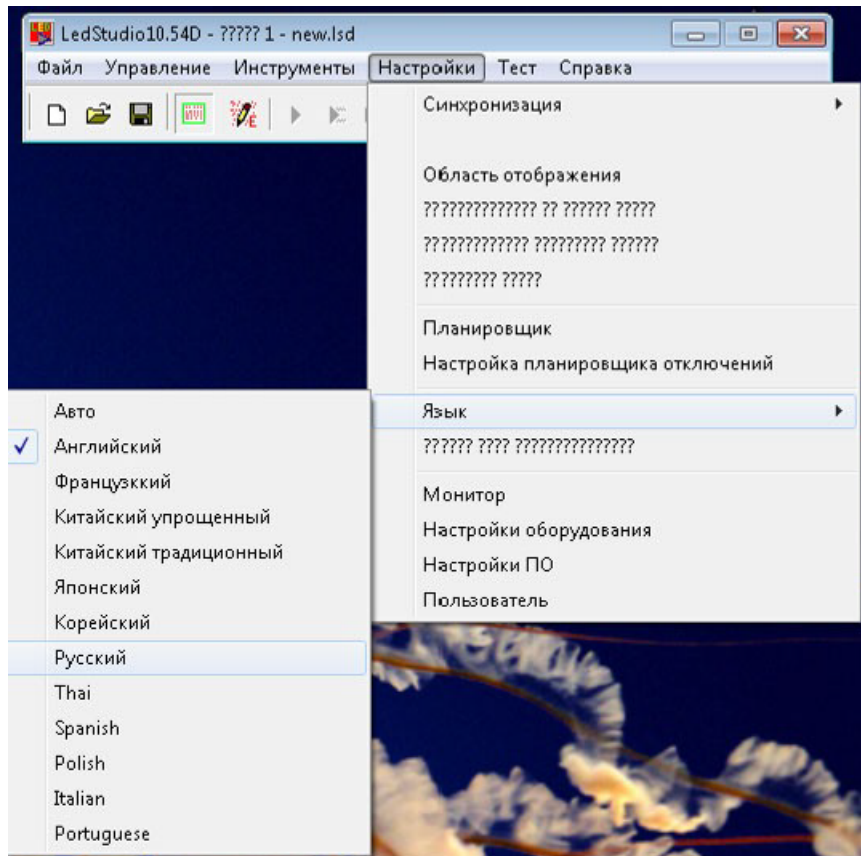 LedStudio10.54D - ????? 1 - new.lsd
Файл Управление Инструменты Настройки Тест Справка
Синхронизация
Область отображения
?????????????? ?? ?????? ?????
????????????? ????????? ??????
????????? ?????
Планировщик
Настройка планировщика отключений
Язык
?????? ???? ???????????????
Монитор
Настройки оборудования
Настройки ПО
Пользователь
Авто
Английский
Французккий
Китайский упрощенный
Китайский традиционный
Японский
Корейский
Русский
Thai
Spanish
Polish
Italian
Portuguese